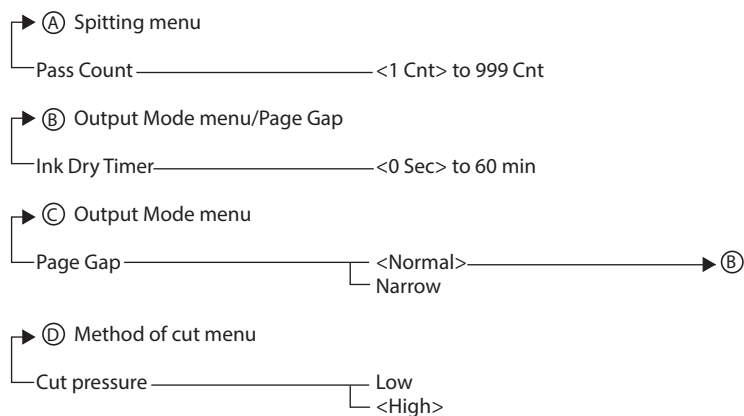 Ⓐ Spitting menu
Pass Count <1 Cnt> to 999 Cnt
Ⓑ Output Mode menu/Page Gap
Ink Dry Timer <0 Sec> to 60 min
Ⓒ Output Mode menu
Page Gap <Normal> Ⓑ
Narrow
Ⓓ Method of cut menu
Cut pressure Low
<High>